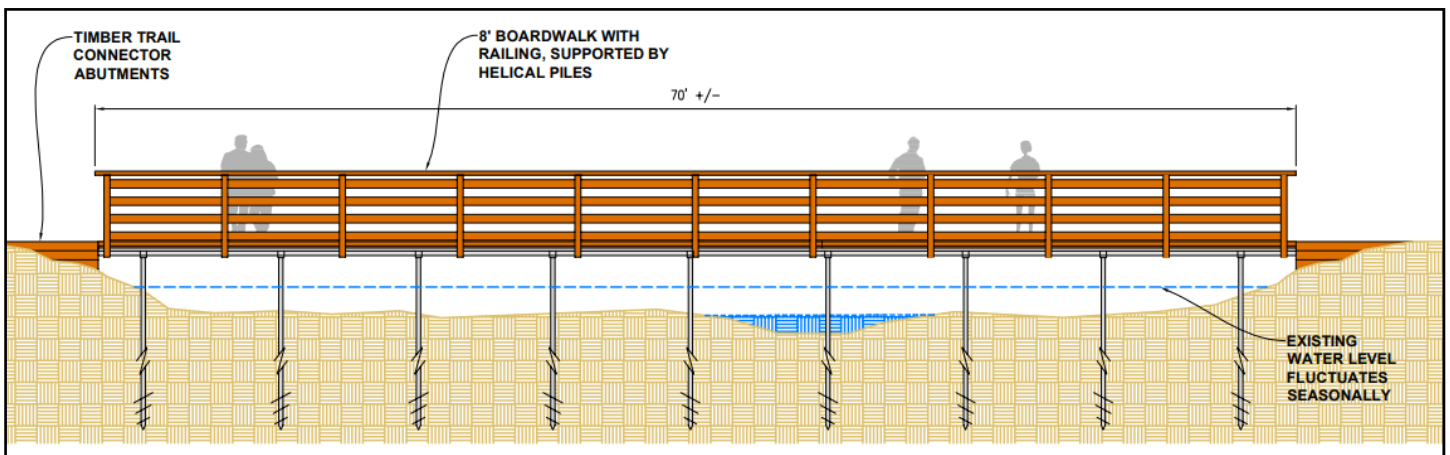 TIMBER TRAIL
CONNECTOR
ABUTMENTS
8' BOARDWALK WITH
RAILING, SUPPORTED BY
HELICAL PILES
70' +/-
EXISTING
WATER LEVEL
FLUCTUATES
SEASONALLY